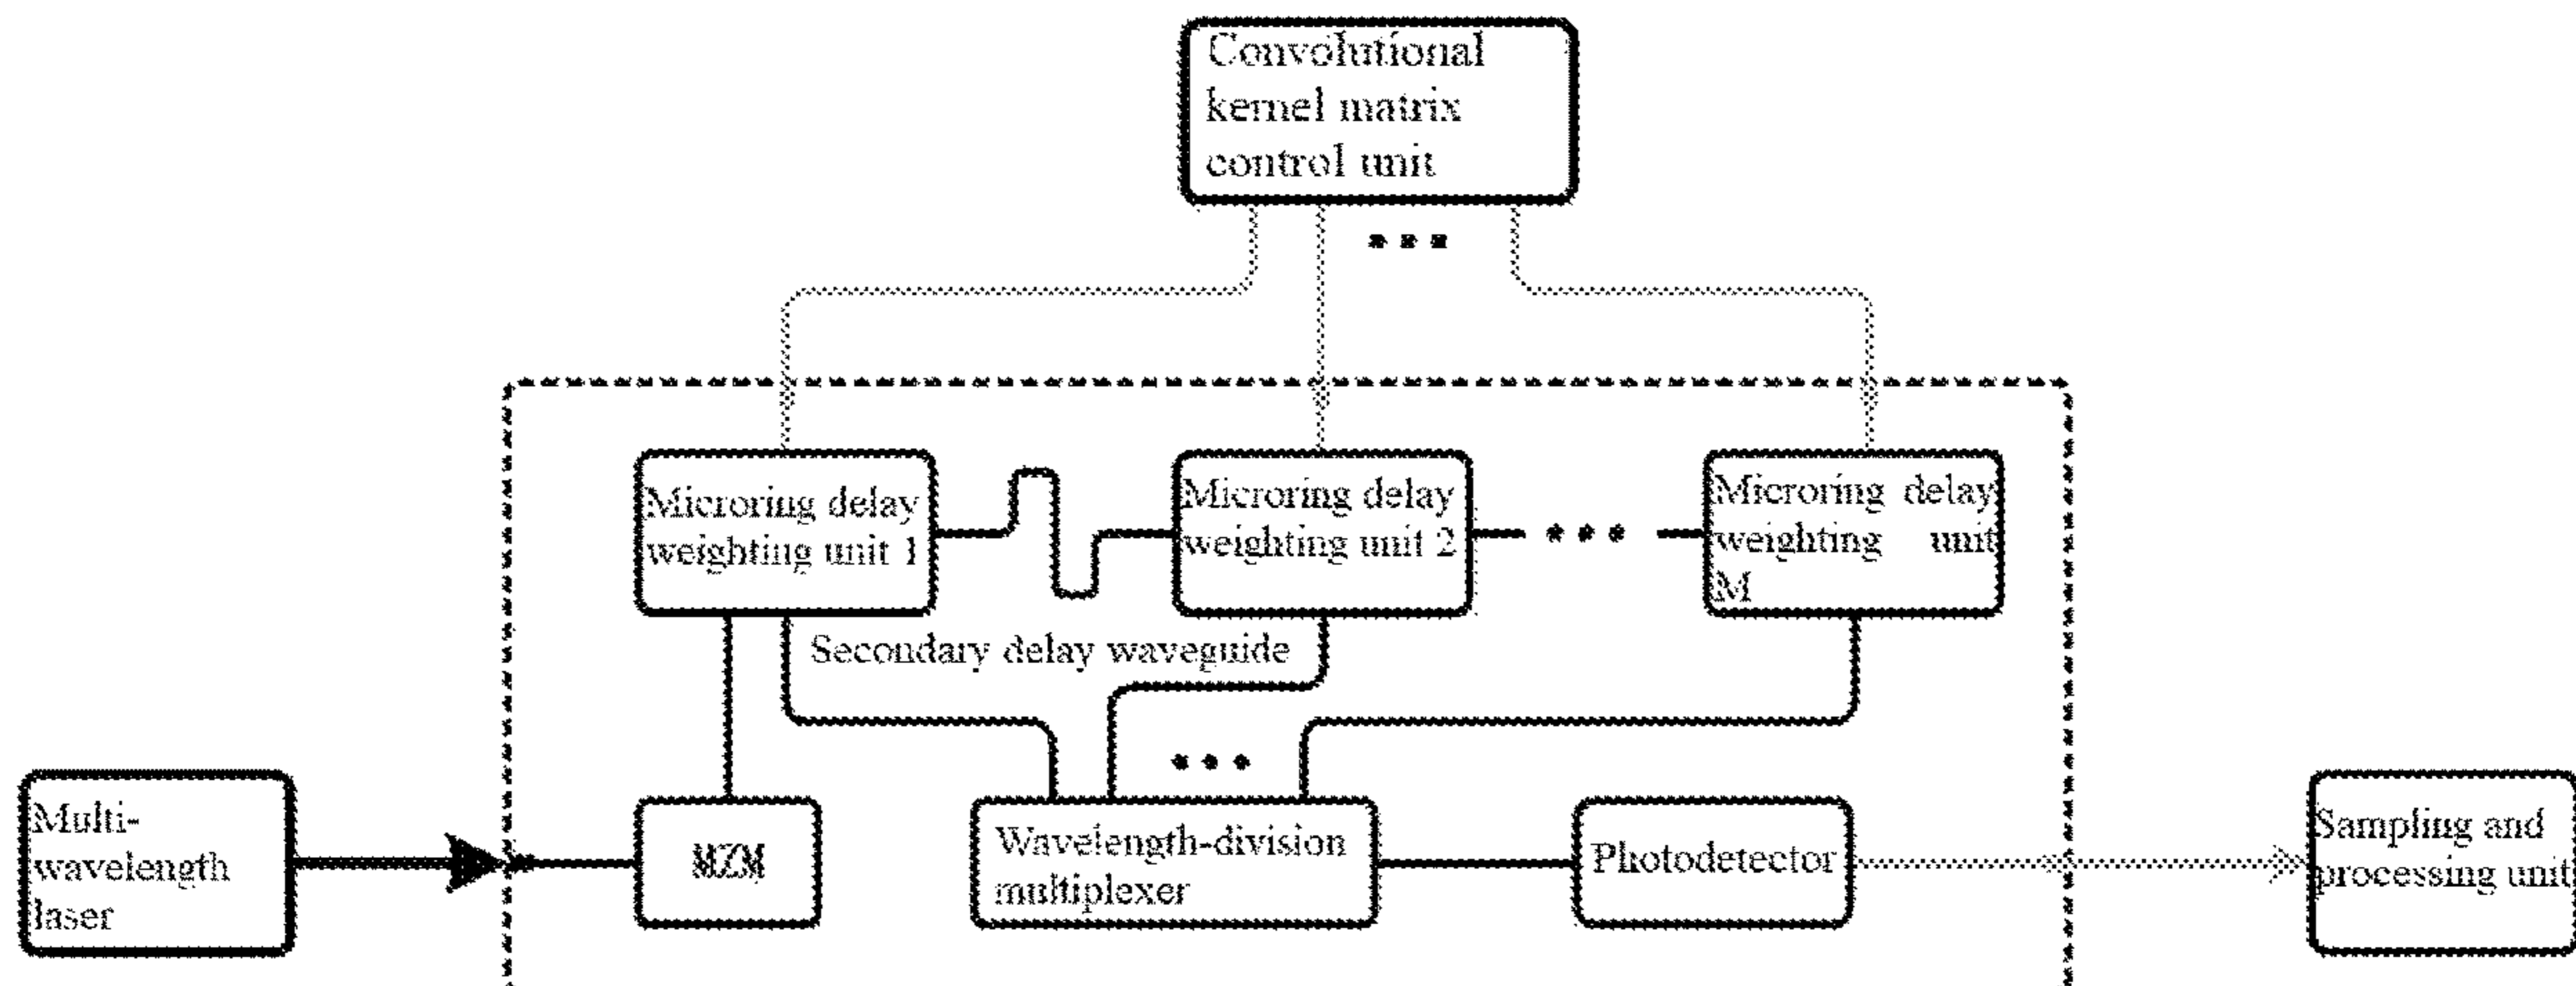 Convolutional
kernel matrix
control unit
Microring delay
weighting unit 1
Microring delay
weighting unit 2
Microring delay
weighting unit
M
Secondary delay waveguide
Multi-
wavelength
laser
MZM
Wavelength-division
multiplexer
Photodetector
Sampling and
processing unit